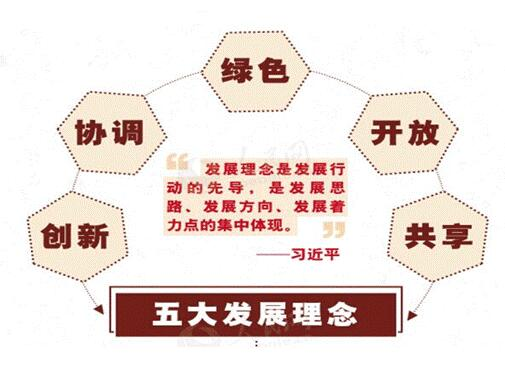 绿色
协调
开放
创新
共享
“发展理念是发展行
动的先导，是发展思
路、发展方向、发展着
力点的集中体现。”
——习近平
五大发展理念
: